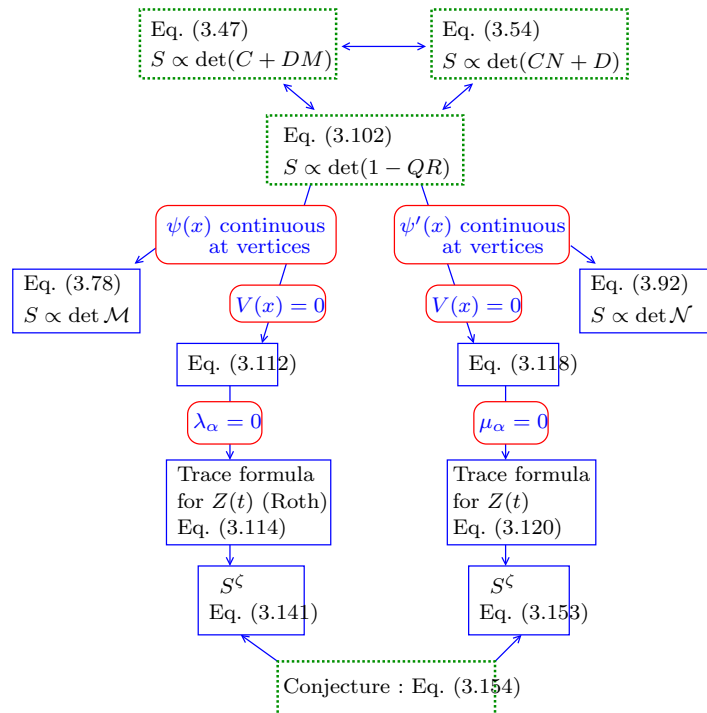 Eq. (3.47)
S ∝ det(C + DM)
Eq. (3.54)
S ∝ det(CN + D)
Eq. (3.102)
S ∝ det(1 − QR)
ψ(x) continuous
at vertices
ψ′(x) continuous
at vertices
Eq. (3.78)
S ∝ det ℳ
V(x) = 0
V(x) = 0
Eq. (3.92)
S ∝ det 𝒩
Eq. (3.112)
Eq. (3.118)
λ_α = 0
μ_α = 0
Trace formula
for Z(t) (Roth)
Eq. (3.114)
Trace formula
for Z(t)
Eq. (3.120)
S^ζ
Eq. (3.141)
S^ζ
Eq. (3.153)
Conjecture : Eq. (3.154)